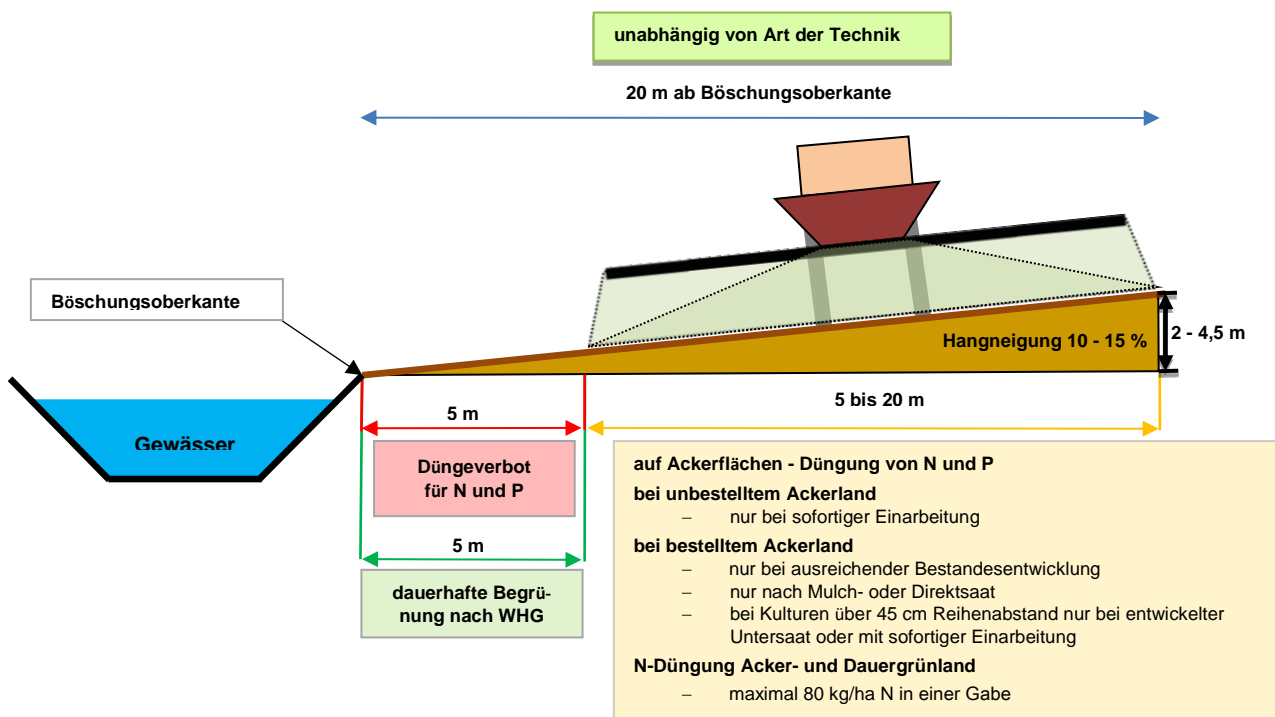 unabhängig von Art der Technik
20 m ab Böschungsoberkante
Böschungsoberkante
Hangneigung 10 - 15 %
2 - 4,5 m
Gewässer
5 m
5 bis 20 m
Düngeverbot
für N und P
5 m
dauerhafte Begrü-
nung nach WHG
auf Ackerflächen - Düngung von N und P
bei unbestelltem Ackerland
– nur bei sofortiger Einarbeitung
bei bestelltem Ackerland
– nur bei ausreichender Bestandesentwicklung
– nur nach Mulch- oder Direktsaat
– bei Kulturen über 45 cm Reihenabstand nur bei entwickelter
Untersaat oder mit sofortiger Einarbeitung
N-Düngung Acker- und Dauergrünland
– maximal 80 kg/ha N in einer Gabe